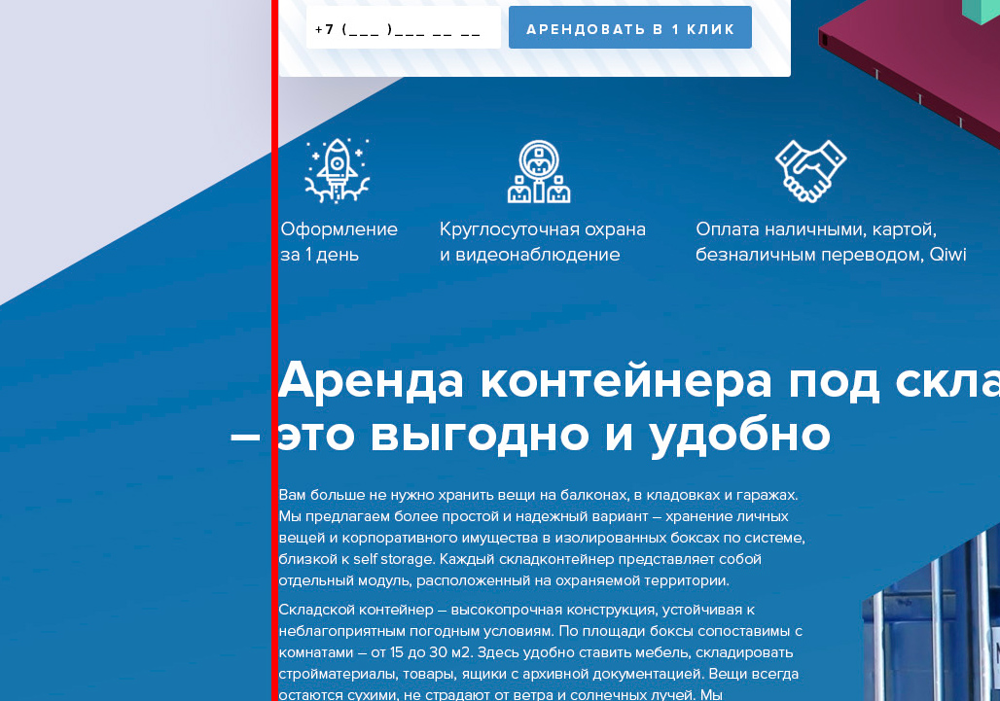 +7 (___ )___ __ __
АРЕНДОВАТЬ В 1 КЛИК
Оформление
за 1 день
Круглосуточная охрана
и видеонаблюдение
Оплата наличными, картой,
безналичным переводом, Qiwi
Аренда контейнера под скла
– это выгодно и удобно
Вам больше не нужно хранить вещи на балконах, в кладовках и гаражах.
Мы предлагаем более простой и надежный вариант – хранение личных
вещей и корпоративного имущества в изолированных боксах по системе,
близкой к self storage. Каждый складконтейнер представляет собой
отдельный модуль, расположенный на охраняемой территории.
Складской контейнер – высокопрочная конструкция, устойчивая к
неблагоприятным погодным условиям. По площади боксы сопоставимы с
комнатами – от 15 до 30 м2. Здесь удобно ставить мебель, складировать
стройматериалы, товары, ящики с архивной документацией. Вещи всегда
остаются сухими, не страдают от ветра и солнечных лучей. Мы